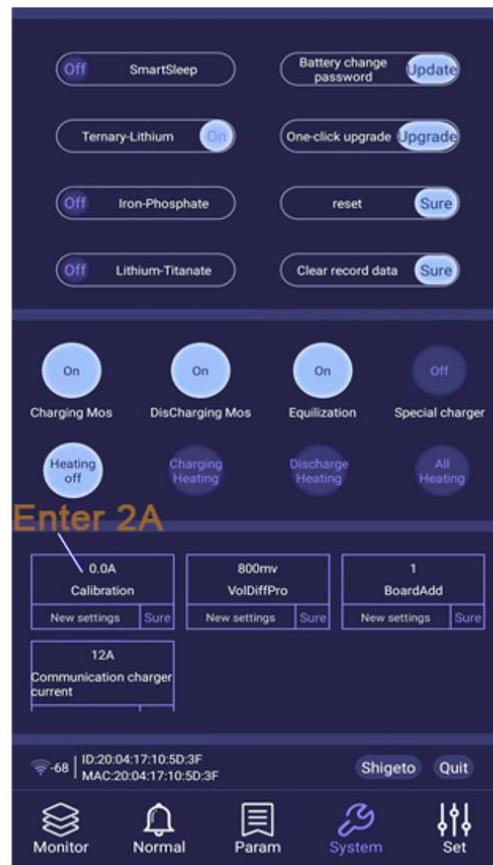 Off SmartSleep
Battery change password Update
Ternary-Lithium On
One-click upgrade Upgrade
Off Iron-Phosphate
reset Sure
Off Lithium-Titanate
Clear record data Sure
On On On Off
Charging Mos DisCharging Mos Equilization Special charger
Heating off
Charging Heating
Discharge Heating
All Heating
Enter 2A
0.0A 800mv 1
Calibration VolDiffPro BoardAdd
New settings Sure New settings Sure New settings Sure
12A
Communication charger
current
-68 ID:20:04:17:10:5D:3F
MAC:20:04:17:10:5D:3F
Shigeto Quit
Monitor Normal Param System Set